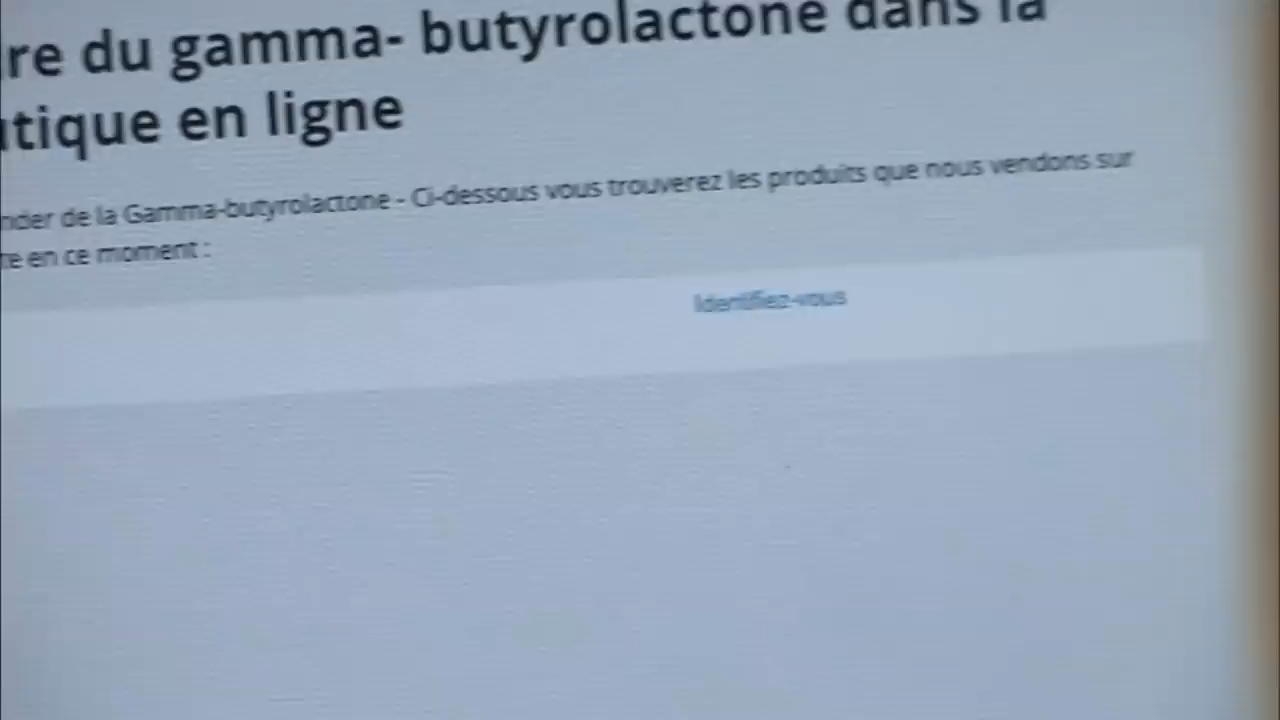 re du gamma- butyrolactone dans la
tique en ligne
nder de la Gamma-butyrolactone - Ci-dessous vous trouverez les produits que nous vendons sur
te en ce moment :
Identifiez-vous